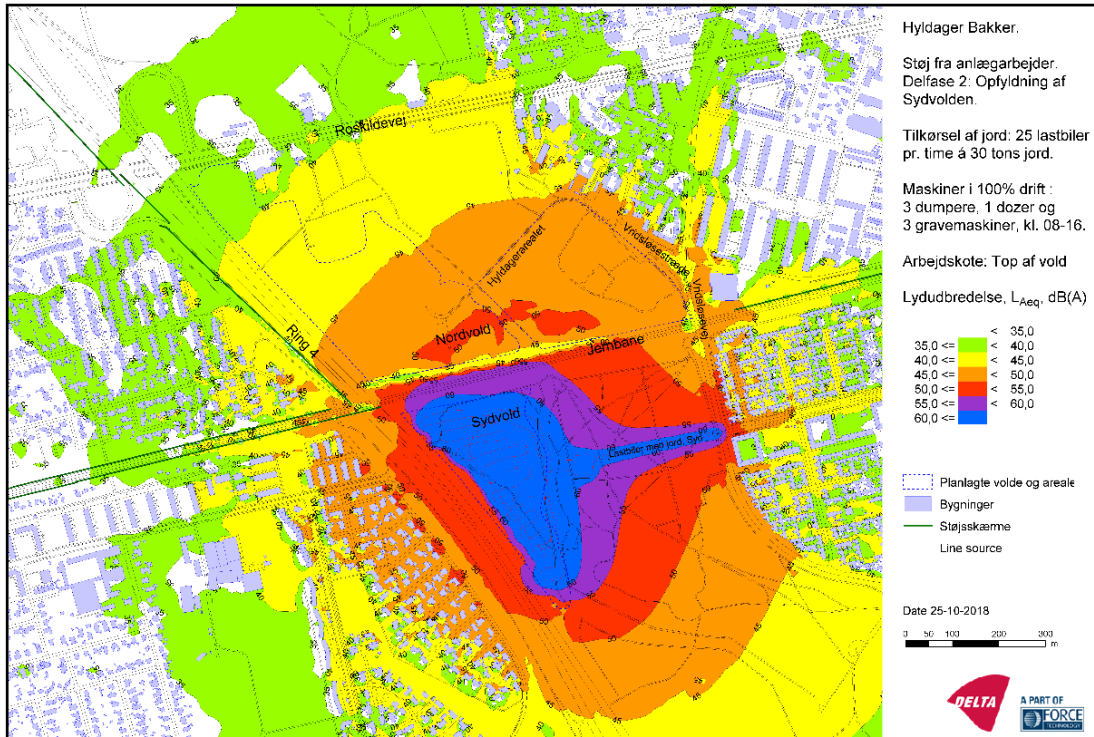 Hyldager Bakker.
Støj fra anlægarbejder.
Delfase 2: Opfyldning af
Sydvolden.
Tilkørsel af jord: 25 lastbiler
pr. time á 30 tons jord.
Maskiner i 100% drift :
3 dumpere, 1 dozer og
3 gravemaskiner, kl. 08-16.
Arbejdskote: Top af vold
Lydudbredelse, LAeq, dB(A)
< 35,0
35,0 <= < 40,0
40,0 <= < 45,0
45,0 <= < 50,0
50,0 <= < 55,0
55,0 <= < 60,0
60,0 <=
Planlagte volde og areale
Bygninger
Støjsskærme
Line source
Date 25-10-2018
0 50 100 200 300
m
DELTA
A PART OF
FORCE
TECHNOLOGY
Roskildevej
Hyldagerarealet
Vridsløsestræde
Vridsløsevej
Ring 4
Nordvold
Jernbane
Sydvold
Lastbiler med jord, Syd